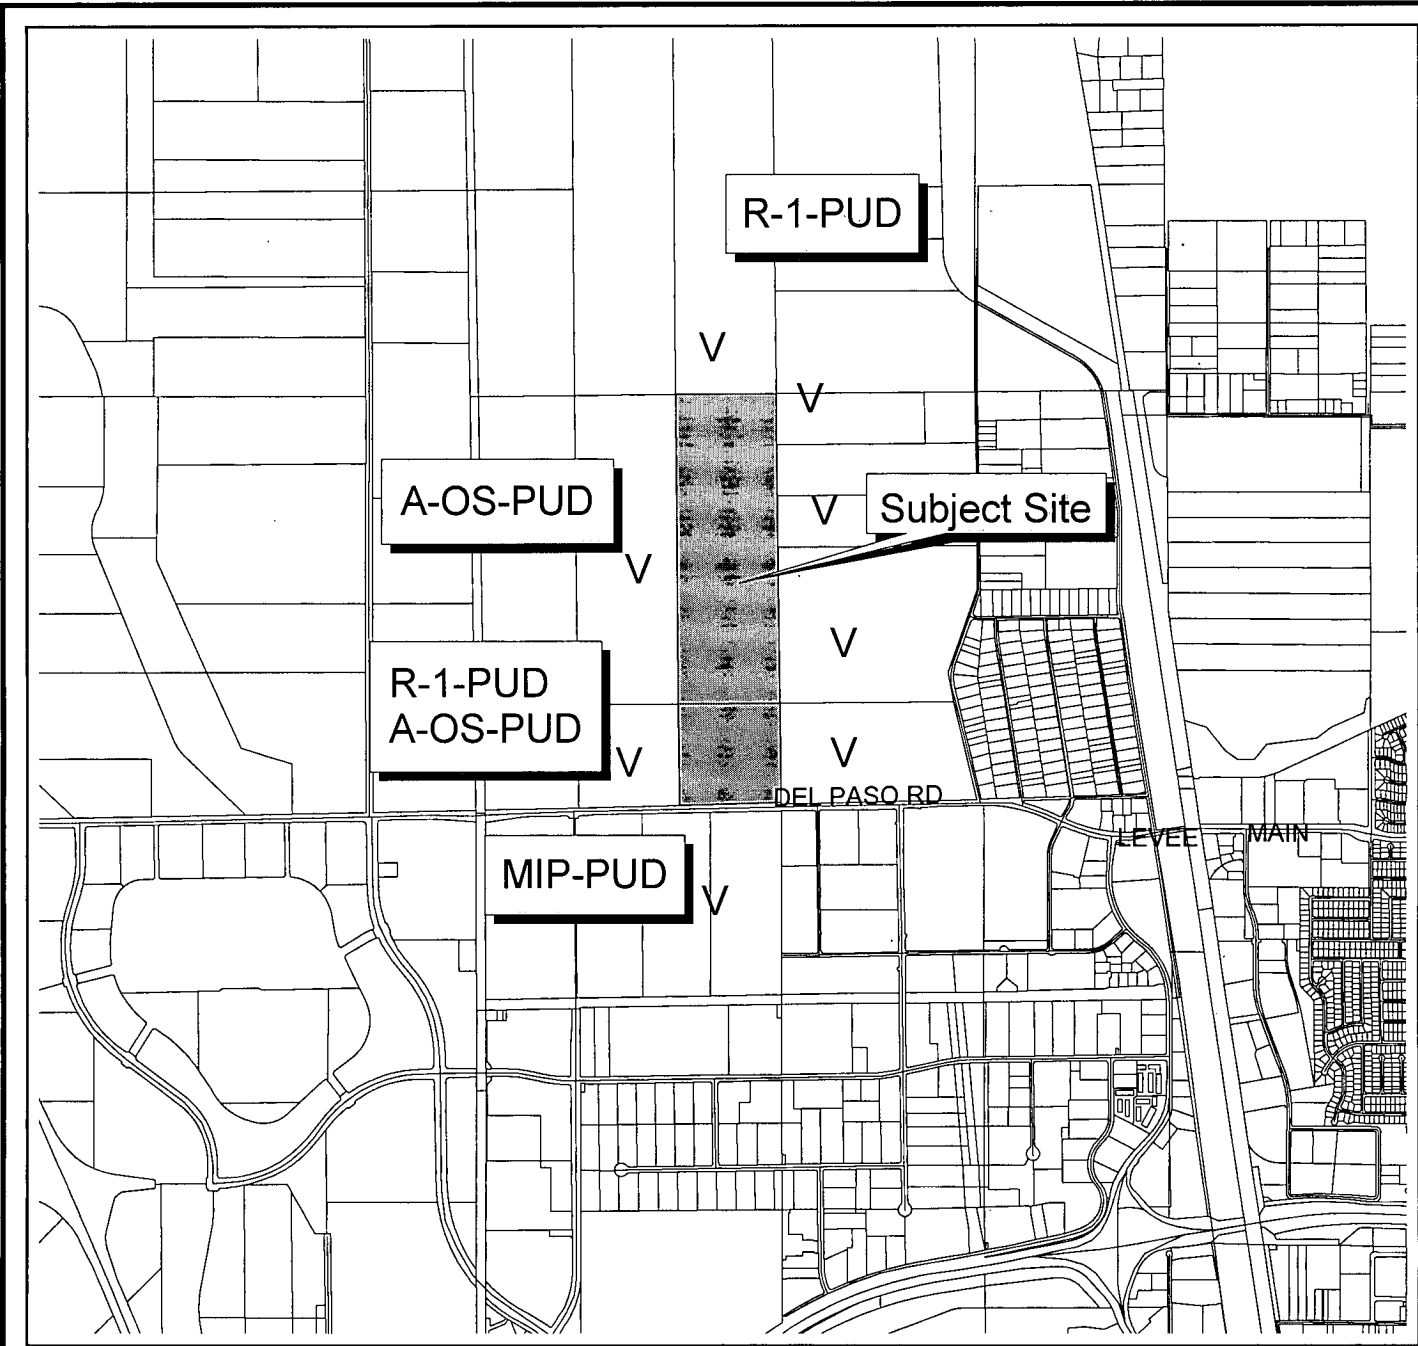 R-1-PUD
V
V
A-OS-PUD
V
Subject Site
V
V
R-1-PUD
A-OS-PUD
V
V
DEL PASO RD
LEVEE
MAIN
MIP-PUD
V